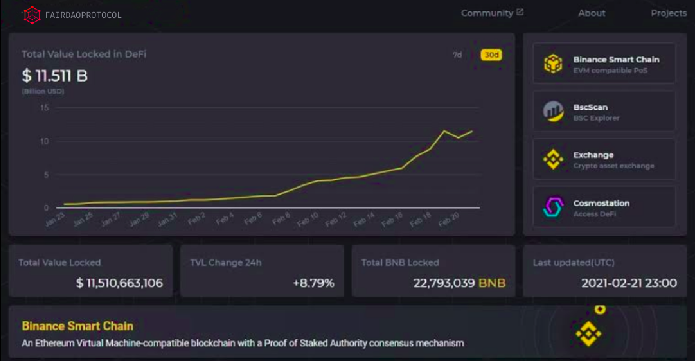 FAIRDAOPROTOCOL
Community
About
Projects
Total Value Locked in DeFi
7d
30d
$ 11.511 B
(Billion USD)
15
10
5
0
Jan 25
Jan 26
Jan 27
Jan 29
Jan 31
Feb 2
Feb 4
Feb 6
Feb 8
Feb 10
Feb 12
Feb 14
Feb 16
Feb 18
Feb 20
Binance Smart Chain
EVM compatible PoS
BscScan
BSC Explorer
Exchange
Crypto asset exchange
Cosmostation
Access DeFi
Total Value Locked
$ 11,510,663,106
TVL Change 24h
+8.79%
Total BNB Locked
22,793,039 BNB
Last updated(UTC)
2021-02-21 23:00
Binance Smart Chain
An Ethereum Virtual Machine-compatible blockchain with a Proof of Staked Authority consensus mechanism